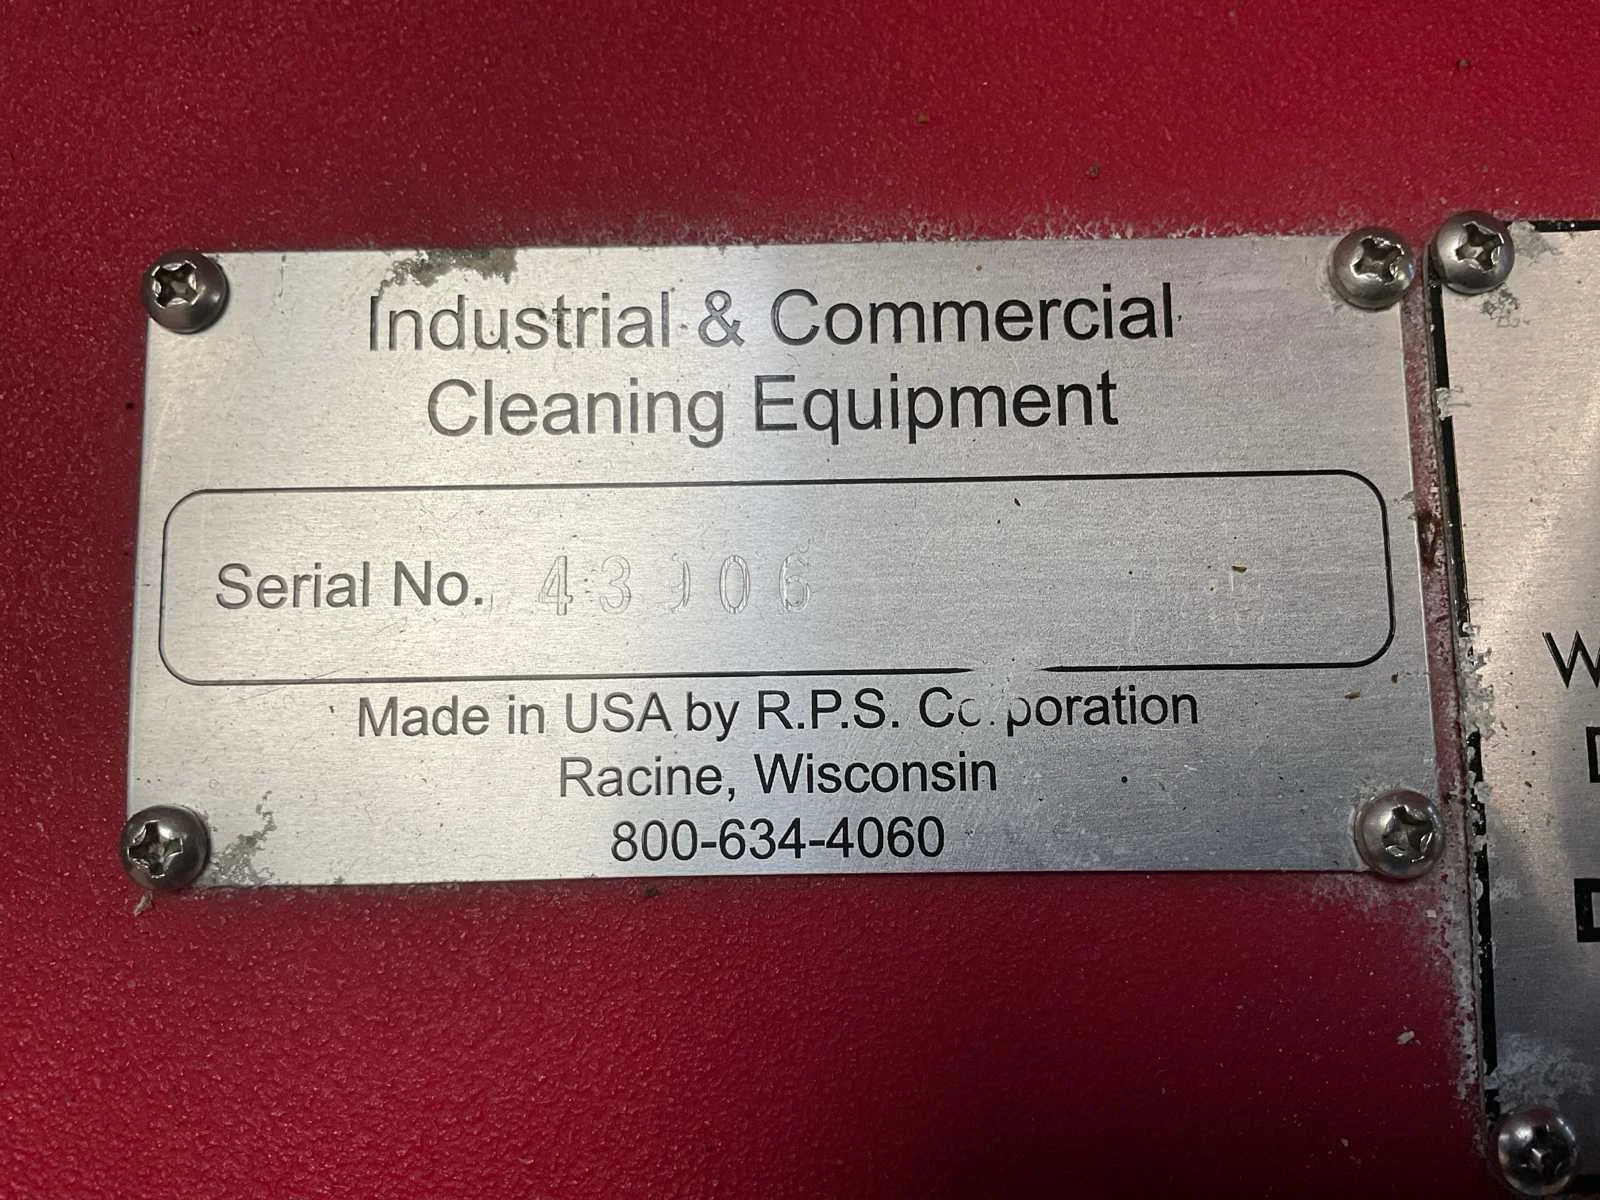 Industrial & Commercial
Cleaning Equipment
Serial No.
Made in USA by R.P.S. Corporation
Racine, Wisconsin
800-634-4060